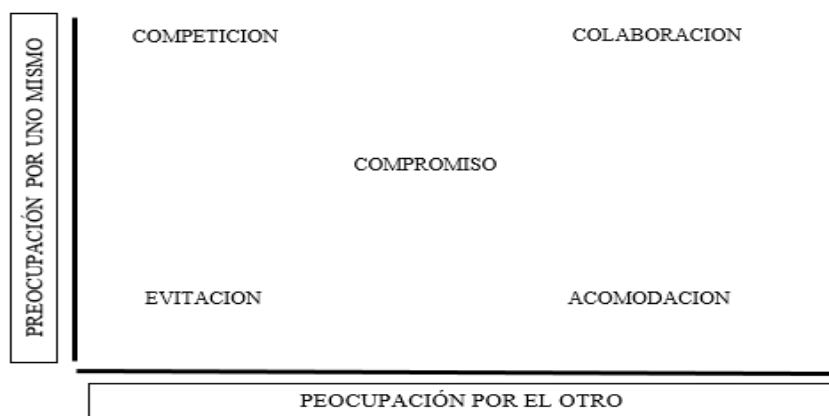 COMPETICION
COLABORACION
PREOCUPACIÓN POR UNO MISMO
COMPROMISO
EVITACION
ACOMODACION
PEOCUPACIÓN POR EL OTRO